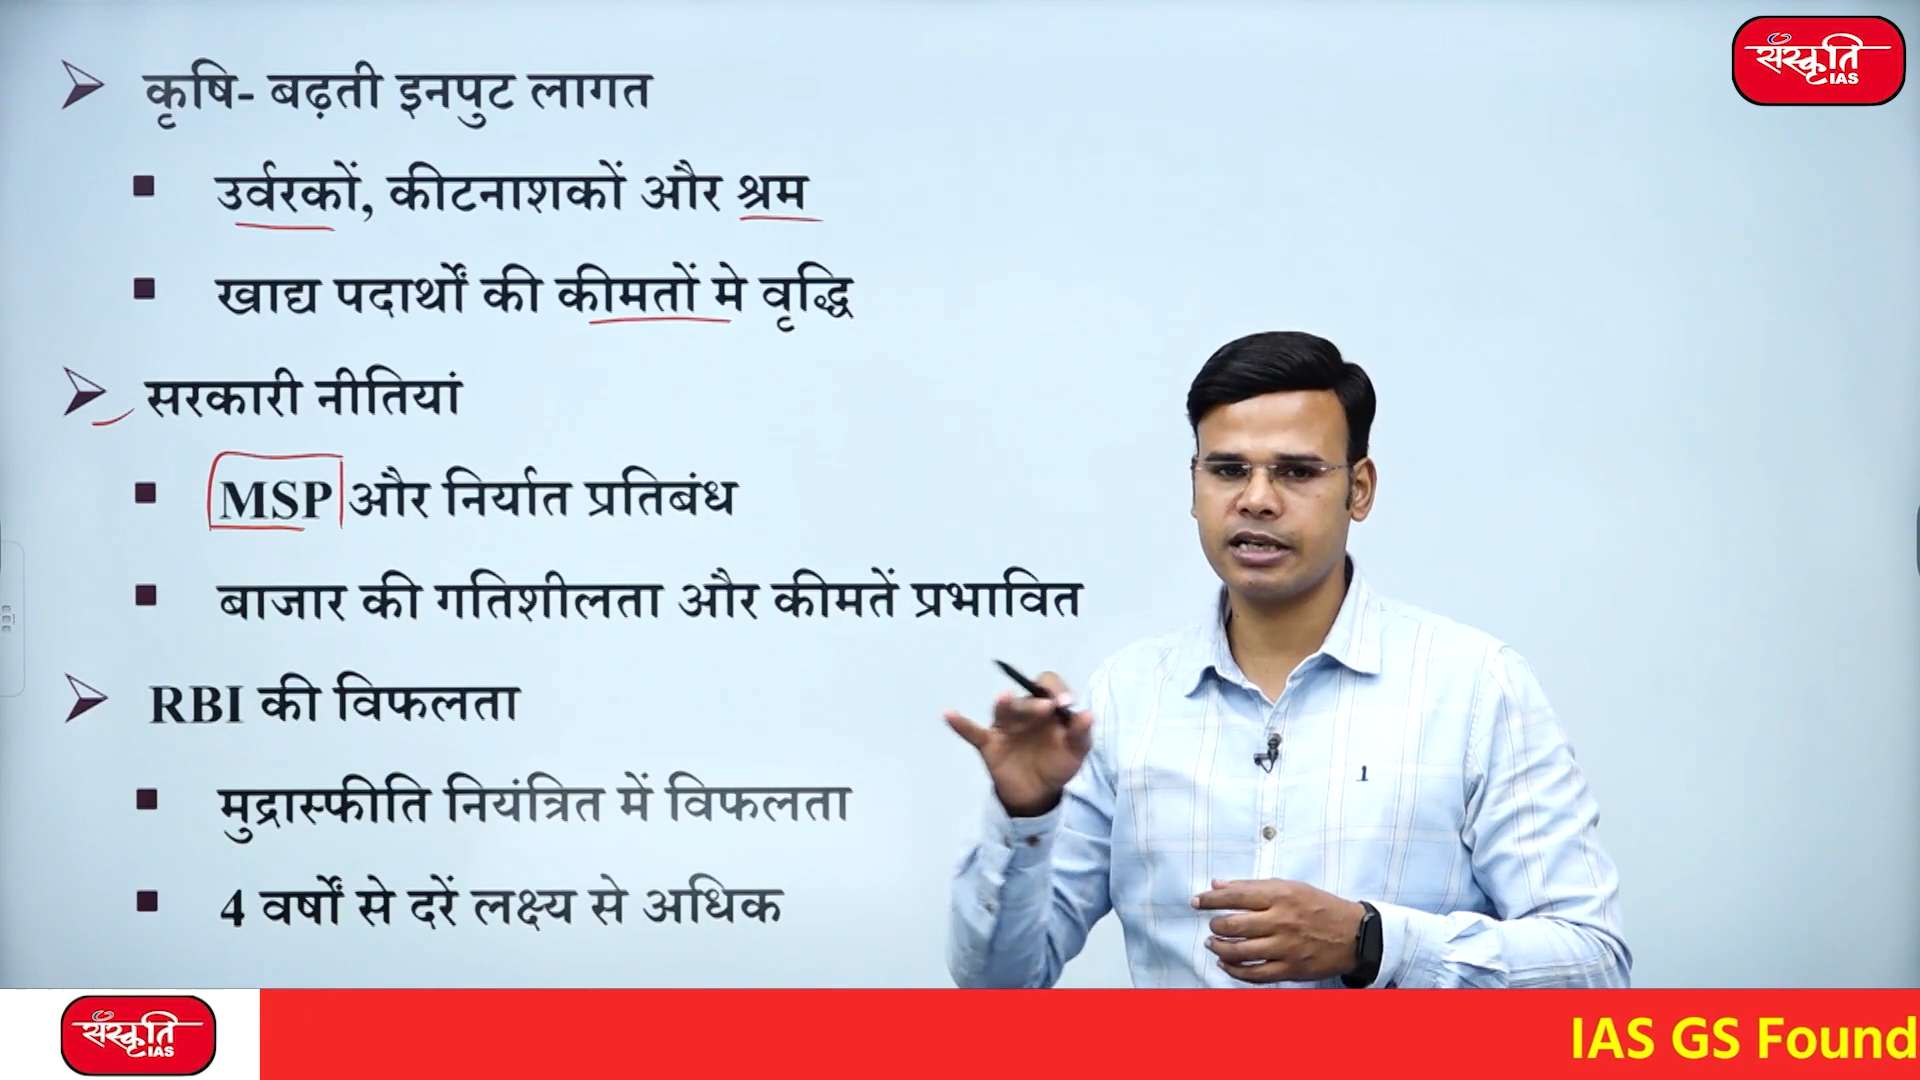 कृषि- बढ़ती इनपुट लागत
उर्वरकों, कीटनाशकों और श्रम
खाद्य पदार्थों की कीमतों मे वृद्धि
सरकारी नीतियां
MSP और निर्यात प्रतिबंध
बाजार की गतिशीलता और कीमतें प्रभावित
RBI की विफलता
मुद्रास्फीति नियंत्रित में विफलता
4 वर्षों से दरें लक्ष्य से अधिक
संस्कृति
IAS
संस्कृति
IAS
IAS GS Found
1